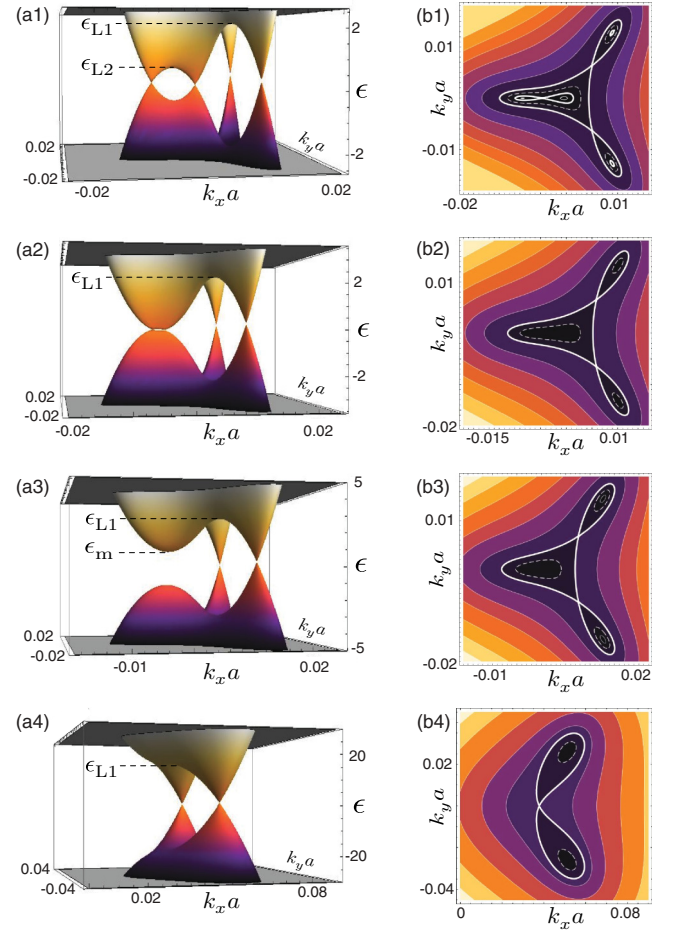 (a1)
ϵL1
ϵL2
2
ϵ
-2
0.02
-0.02
kya
-0.02
kxa
0.02
(b1)
0.01
kya
-0.01
-0.02
kxa
0.01
(a2)
ϵL1
2
ϵ
-2
0.02
-0.02
kya
-0.02
kxa
0.02
(b2)
0.01
kya
-0.02
-0.015
kxa
0.01
(a3)
ϵL1
ϵm
5
ϵ
-5
0.02
-0.02
kya
-0.01
kxa
0.02
(b3)
0.01
kya
-0.02
-0.01
kxa
0.02
(a4)
ϵL1
20
ϵ
-20
0.04
-0.04
kya
0.02
kxa
0.08
(b4)
0.02
kya
-0.04
0
kxa
0.08